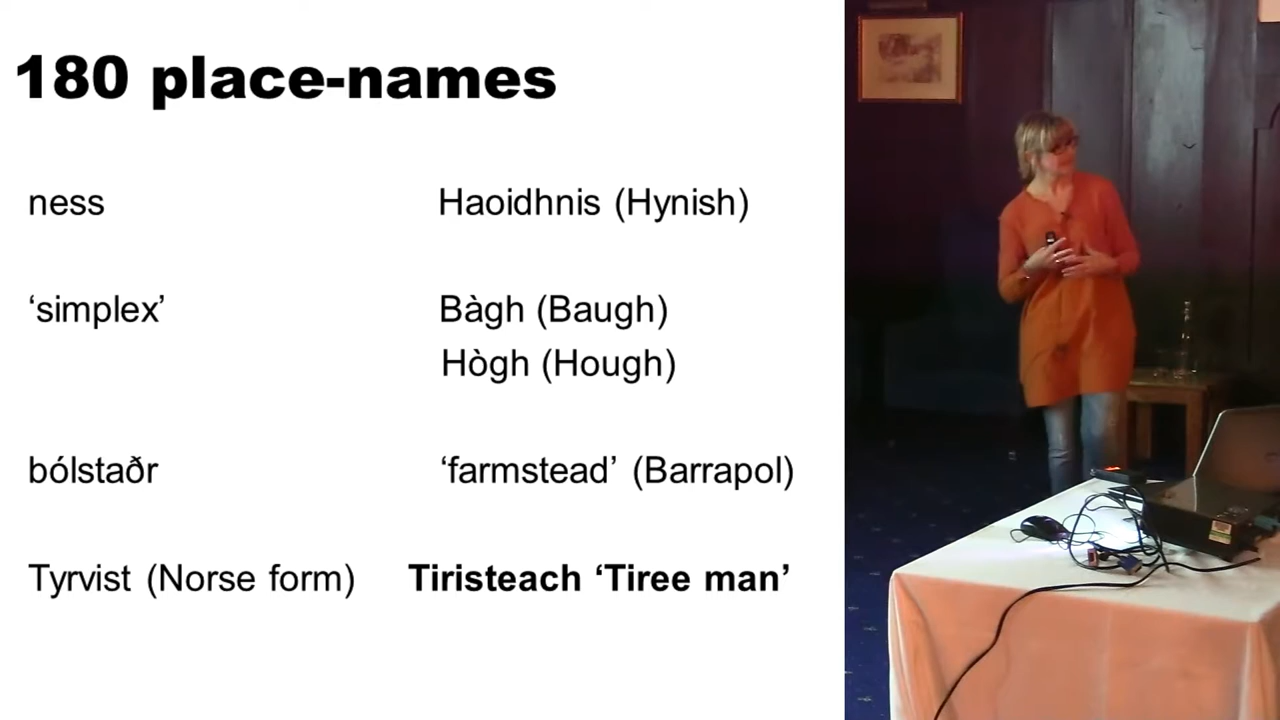 180 place-names
ness Haoidhnis (Hynish)
‘simplex’ Bàgh (Baugh)
Hògh (Hough)
bólstaðr ‘farmstead’ (Barrapol)
Tyrvist (Norse form) Tiristeach ‘Tiree man’